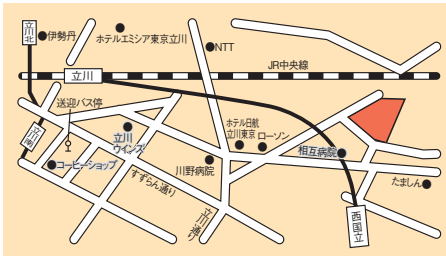 立川北
伊勢丹
ホテルエミシア東京立川
NTT
JR中央線
立川
送迎バス停
立川南
立川
ウインズ
コーヒーショップ
すずらん通り
川野病院
立川通り
ホテル日航
立川東京
ローソン
相互病院
たましん
西国立